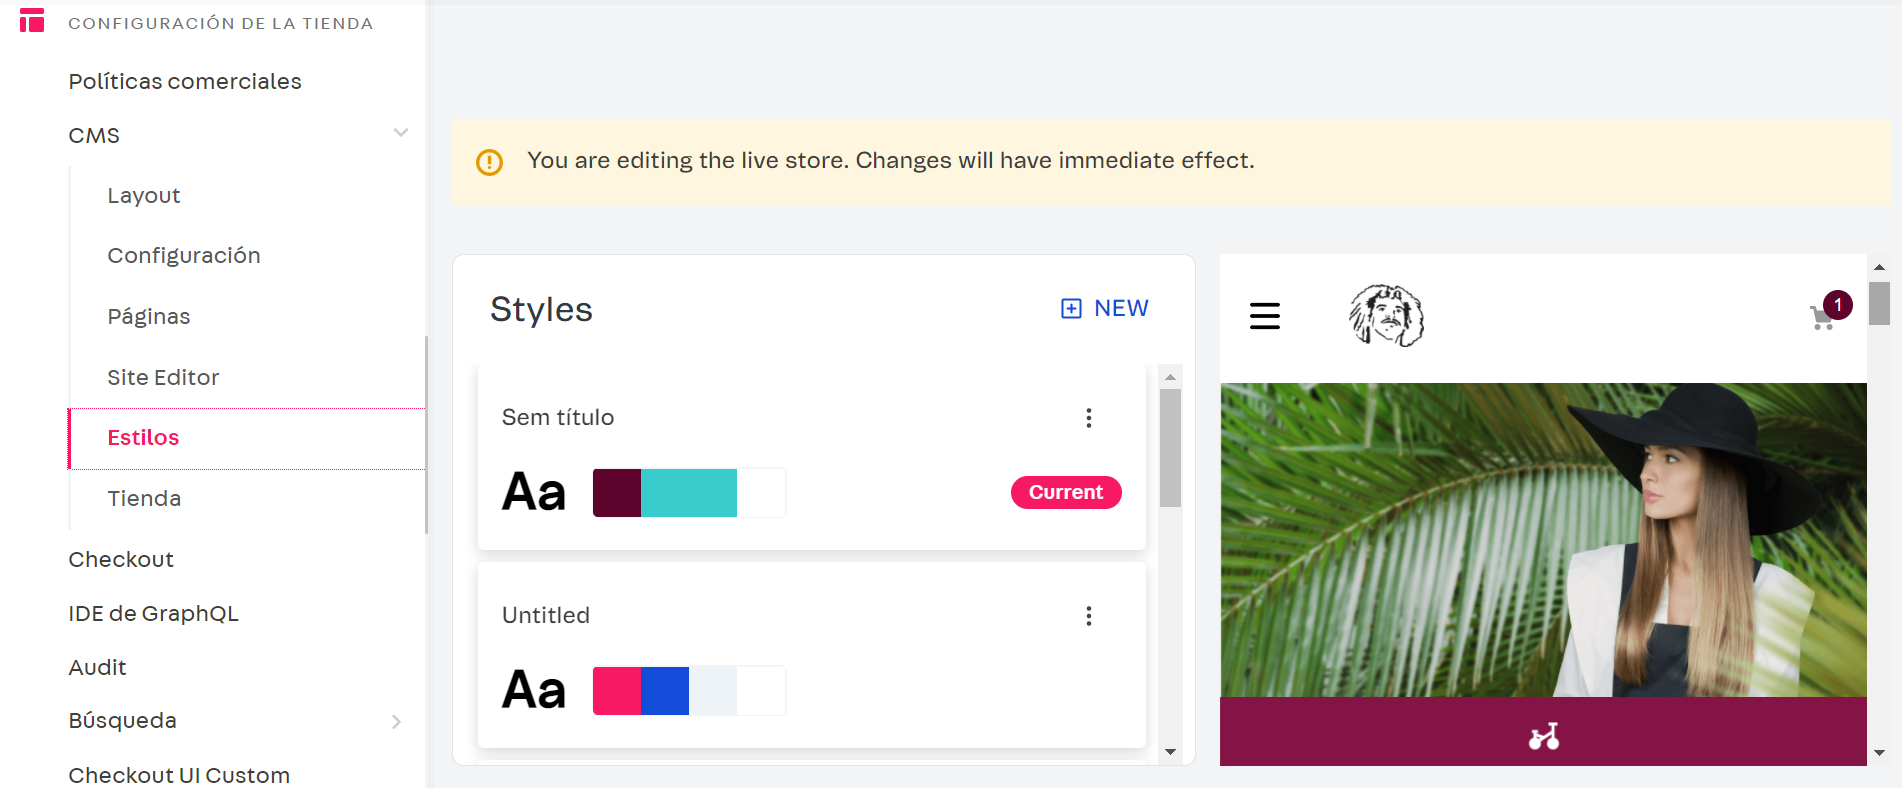 CONFIGURACIÓN DE LA TIENDA
Políticas comerciales
CMS
Layout
Configuración
Páginas
Site Editor
Estilos
Tienda
Checkout
IDE de GraphQL
Audit
Búsqueda
Checkout UI Custom
You are editing the live store. Changes will have immediate effect.
Styles
NEW
Sem título
Aa
Current
Untitled
Aa
1